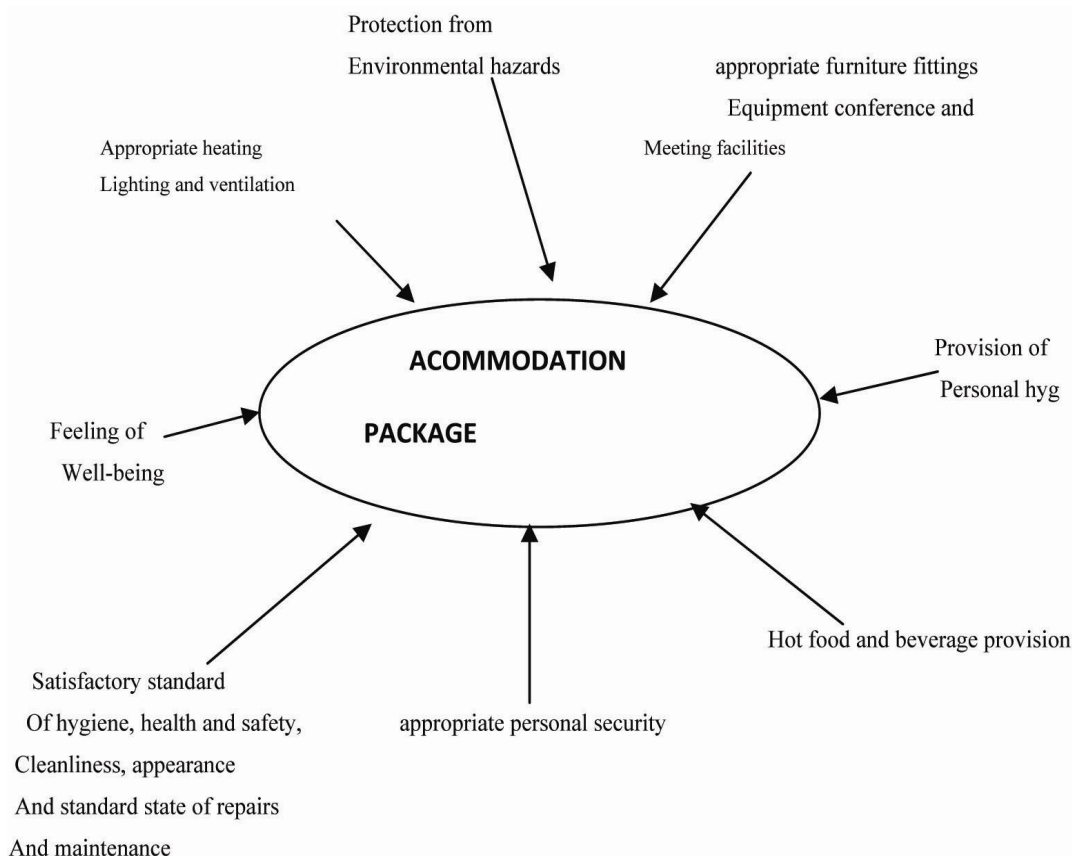 Protection from
Environmental hazards
appropriate furniture fittings
Equipment conference and
Meeting facilities
Appropriate heating
Lighting and ventilation
ACOMMODATION
PACKAGE
Provision of
Personal hyg
Feeling of
Well-being
Hot food and beverage provision
Satisfactory standard
Of hygiene, health and safety,
Cleanliness, appearance
And standard state of repairs
And maintenance
appropriate personal security